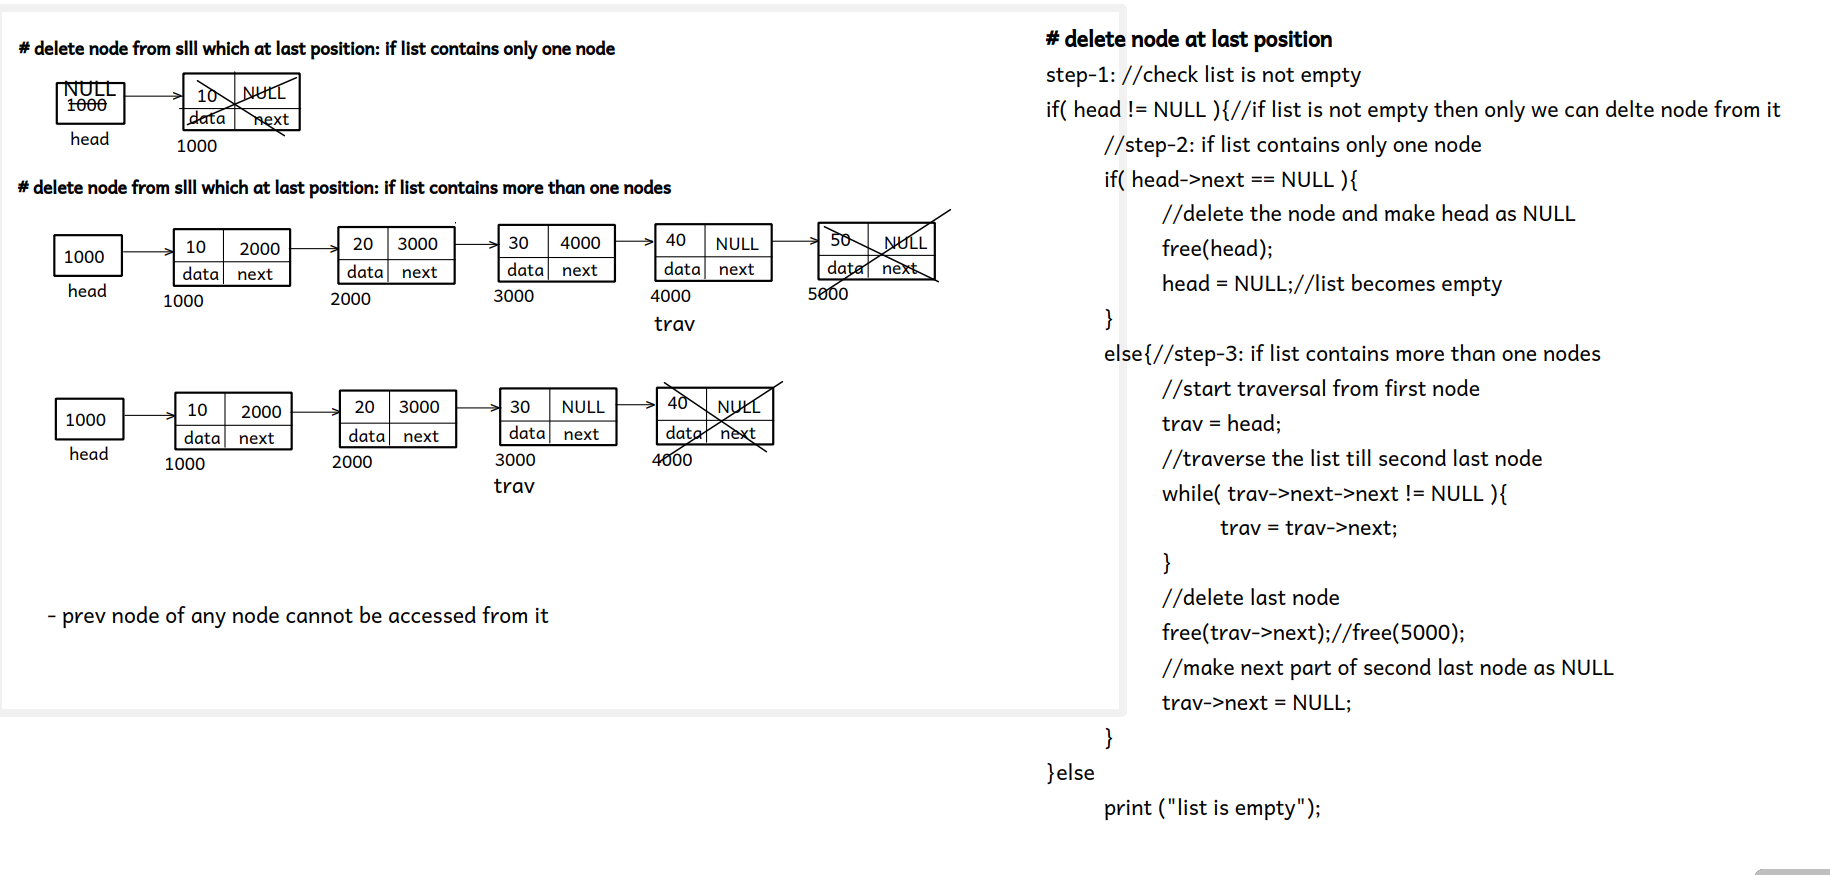 # delete node from slll which at last position: if list contains only one node
NULL
1000
10 NULL
data next
head
1000
# delete node from slll which at last position: if list contains more than one nodes
1000
10 2000
data next
20 3000
data next
30 4000
data next
40 NULL
data next
50 NULL
data next
head
1000
2000
3000
4000
5000
trav
1000
10 2000
data next
20 3000
data next
30 NULL
data next
40 NULL
data next
head
1000
2000
3000
4000
trav
- prev node of any node cannot be accessed from it
# delete node at last position
step-1: //check list is not empty
if( head != NULL ){//if list is not empty then only we can delte node from it
//step-2: if list contains only one node
if( head->next == NULL ){
//delete the node and make head as NULL
free(head);
head = NULL;//list becomes empty
}
else{//step-3: if list contains more than one nodes
//start traversal from first node
trav = head;
//traverse the list till second last node
while( trav->next->next != NULL ){
trav = trav->next;
}
//delete last node
free(trav->next);//free(5000);
//make next part of second last node as NULL
trav->next = NULL;
}
}else
print ("list is empty");